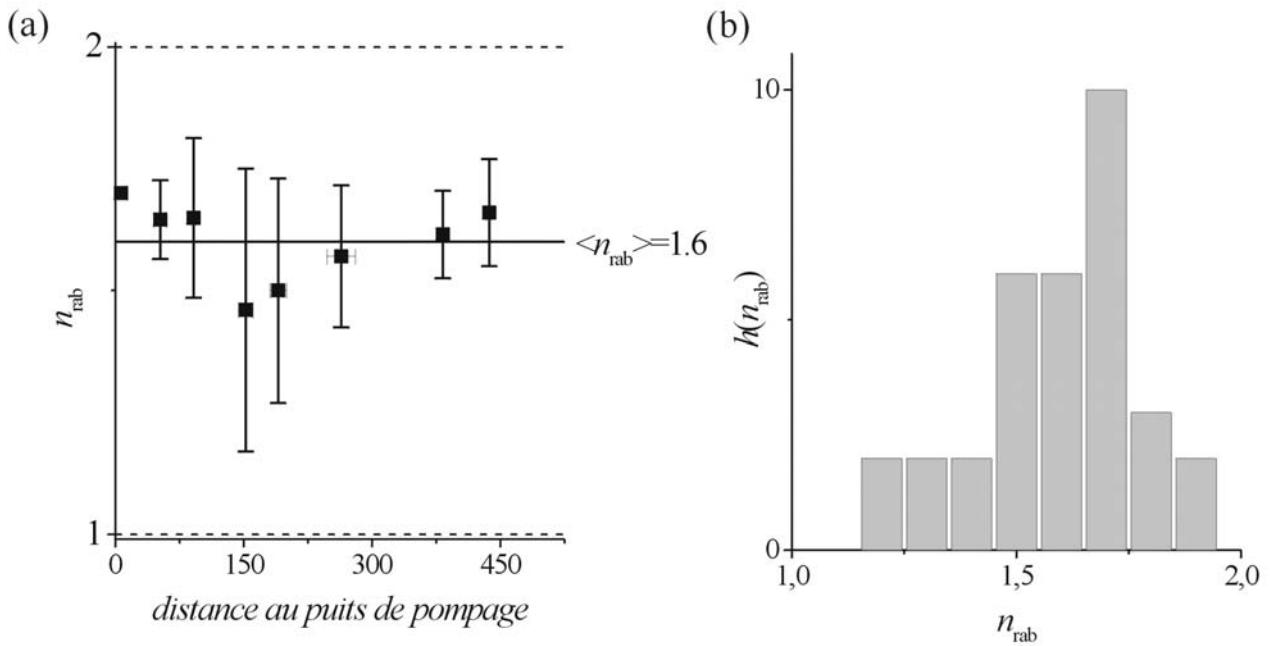 (a)
2
1
n_rab
<n_rab>=1.6
0 150 300 450
distance au puits de pompage
(b)
10
0
h(n_rab)
1,0 1,5 2,0
n_rab